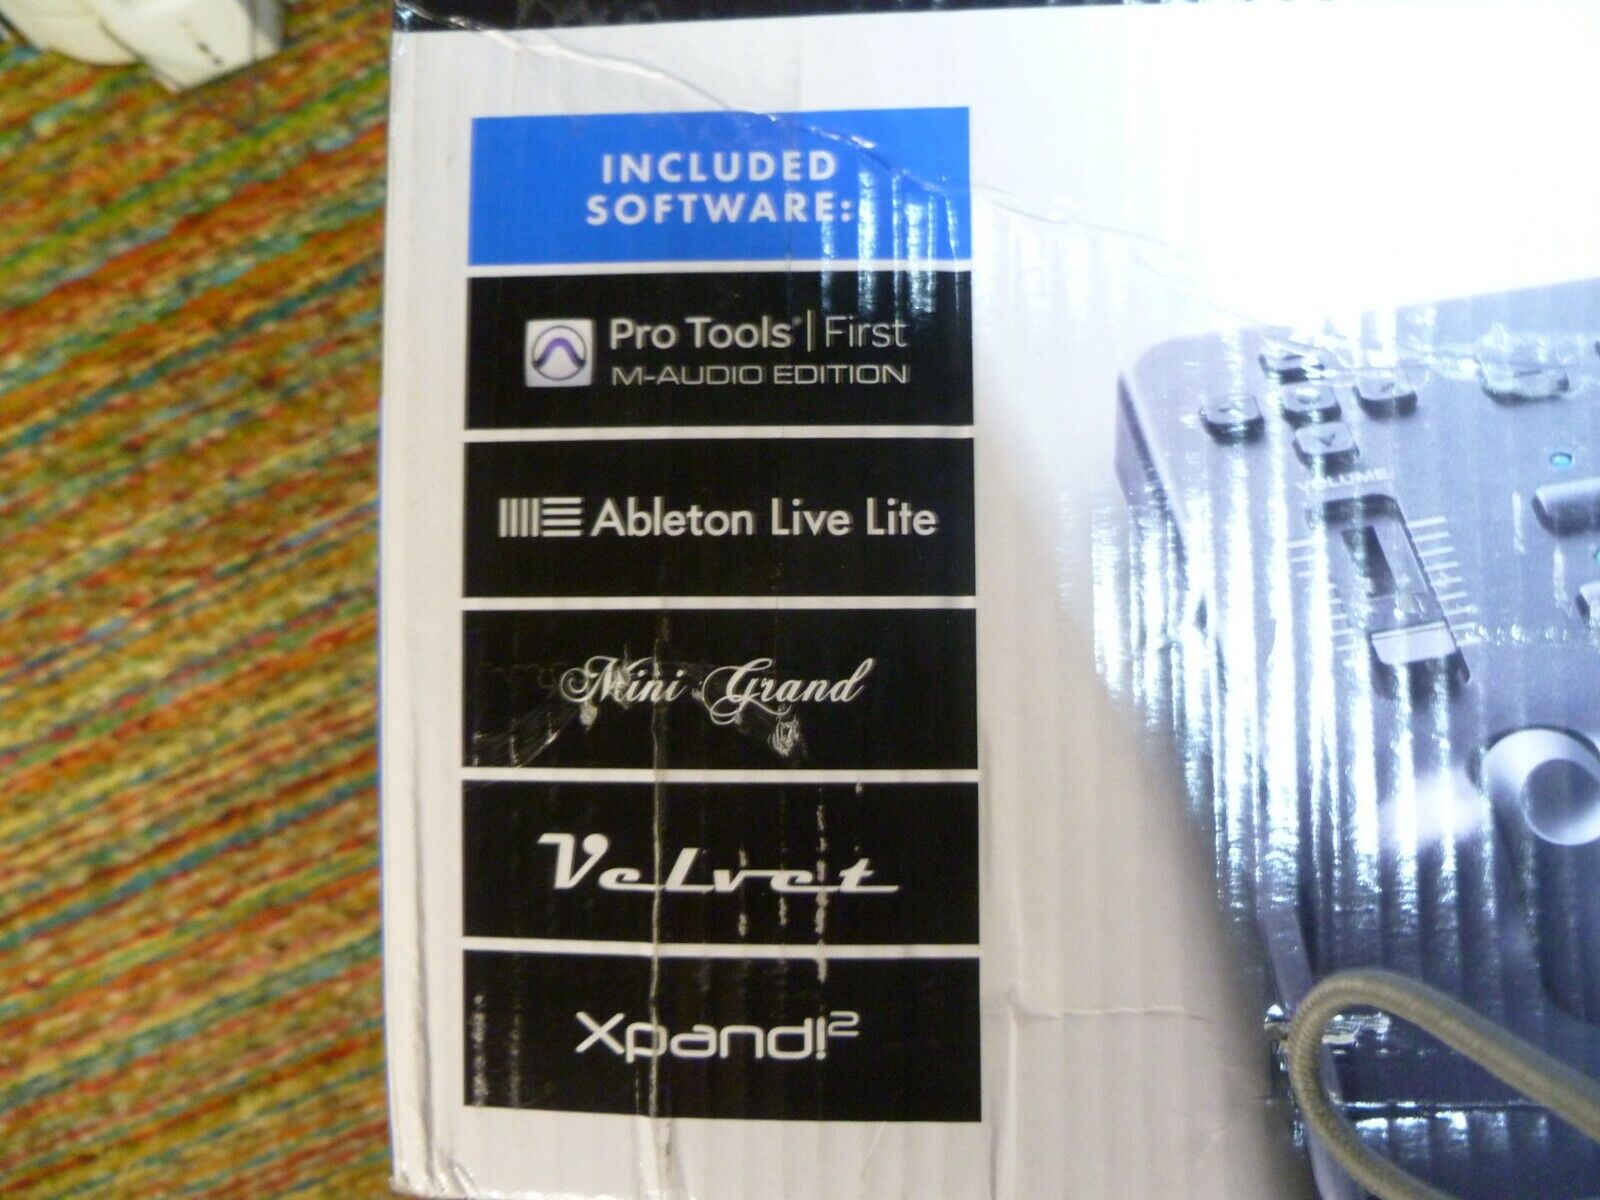 INCLUDED
SOFTWARE:
Pro Tools® | First
M-AUDIO EDITION
Ableton Live Lite
Mini Grand
Velvet
Xpand!²
VOLUME